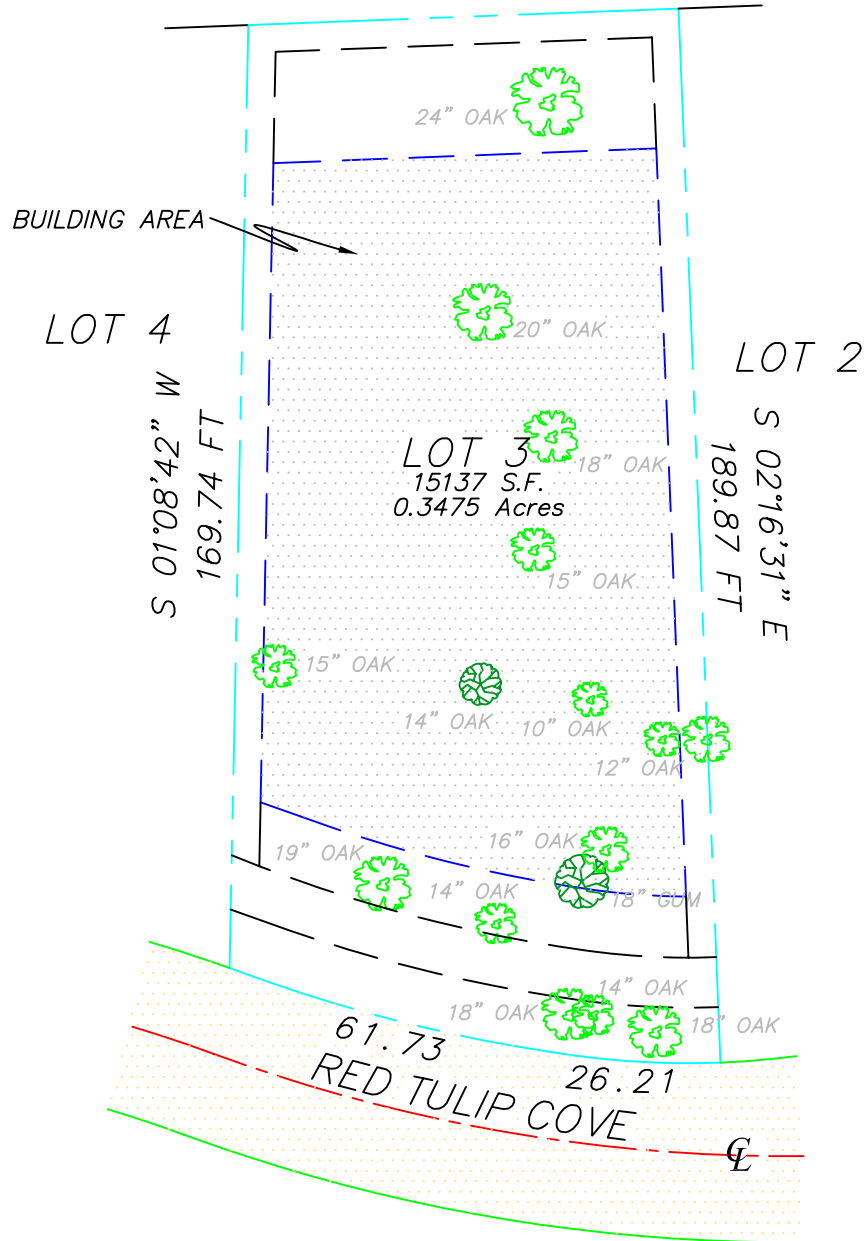 24" OAK
BUILDING AREA
LOT 4
20" OAK
LOT 2
S 01°08'42" W
169.74 FT
S 02°16'31" E
189.87 FT
LOT 3
15137 S.F.
0.3475 Acres
18" OAK
15" OAK
15" OAK
14" OAK
10" OAK
12" OAK
16" OAK
19" OAK
14" OAK
18" GUM
14" OAK
18" OAK
18" OAK
61.73
26.21
RED TULIP COVE
℄